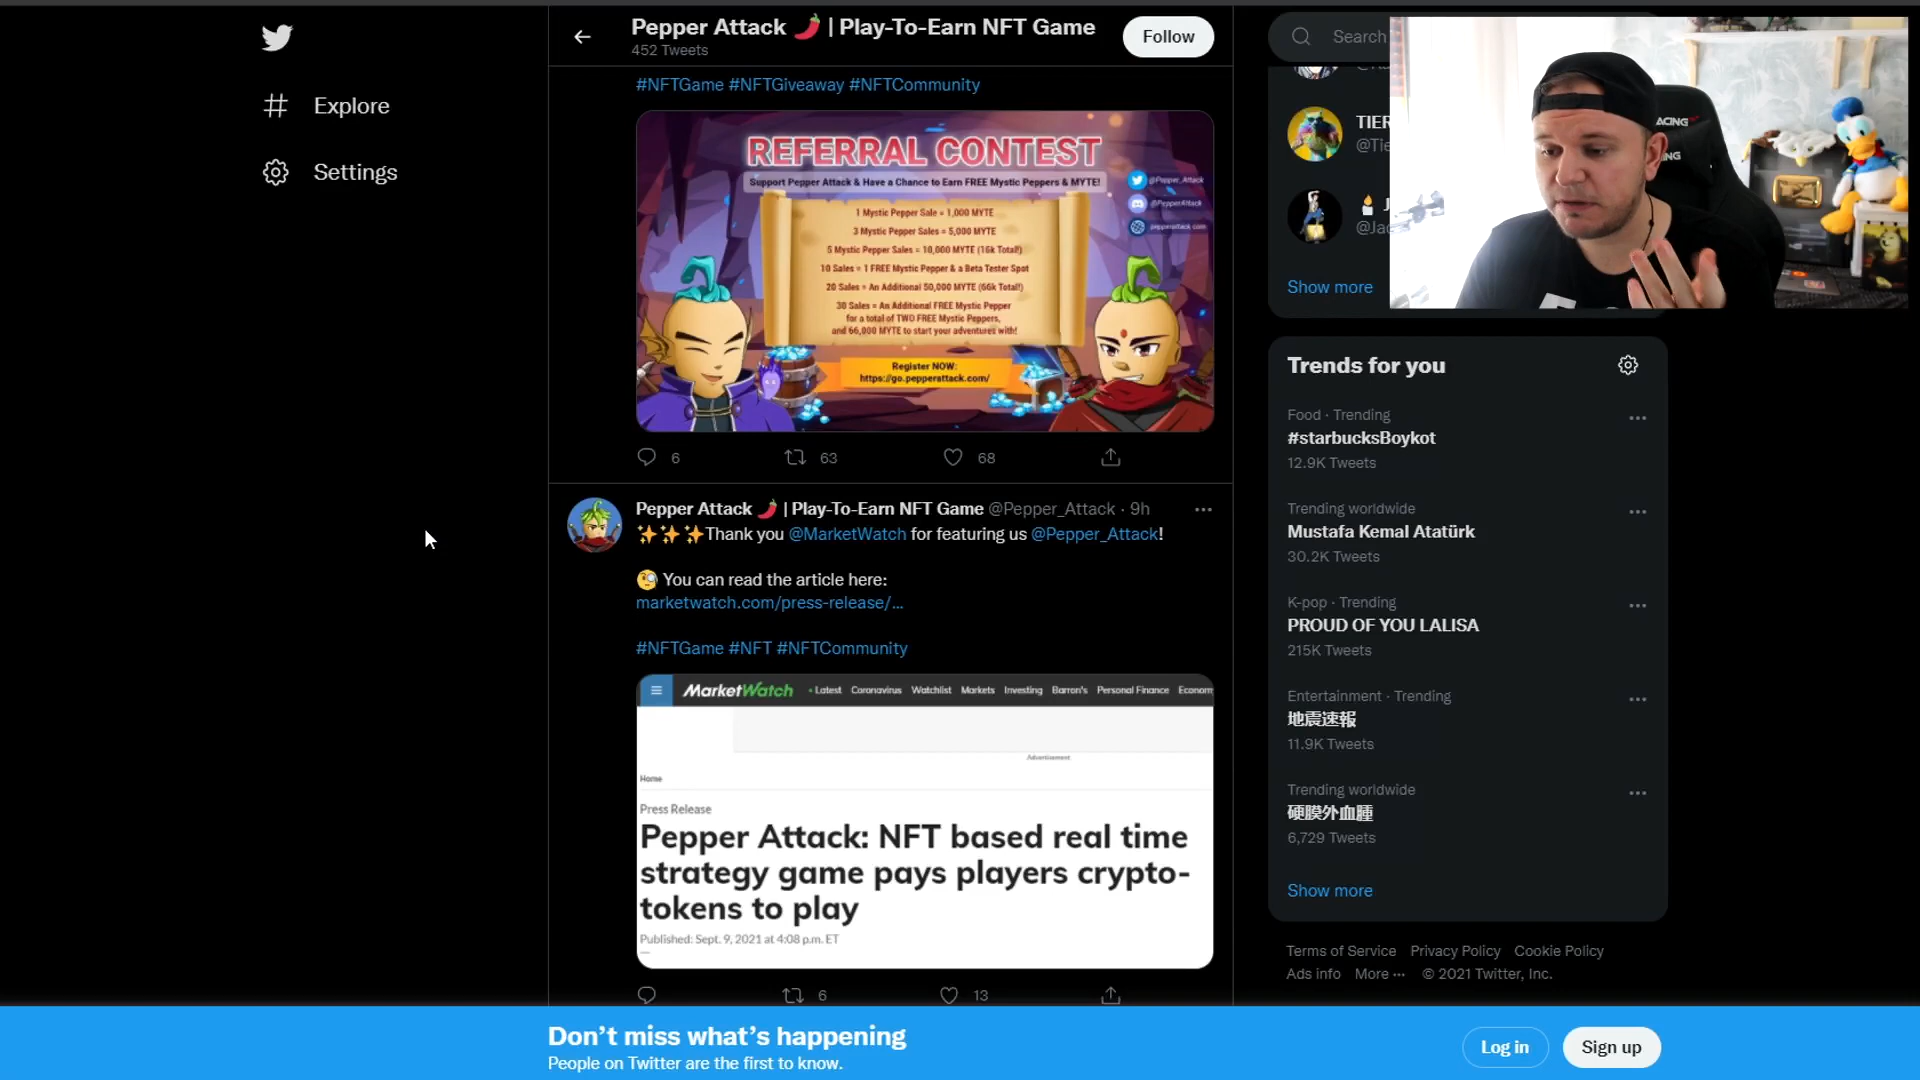 Explore
Settings
Pepper Attack 🌶️ | Play-To-Earn NFT Game
452 Tweets
Follow
#NFTGame #NFTGiveaway #NFTCommunity
REFERRAL CONTEST
Support Pepper Attack & Have a Chance to Earn FREE Mystic Peppers & MYTE!
@Pepper_Attack
@PepperAttack
pepperattack.com
1 Mystic Pepper Sale = 1,000 MYTE
3 Mystic Pepper Sales = 5,000 MYTE
5 Mystic Pepper Sales = 10,000 MYTE (16k Total!)
10 Sales = 1 FREE Mystic Pepper & a Beta Tester Spot
20 Sales = An Additional 50,000 MYTE (66k Total!)
30 Sales = An Additional FREE Mystic Pepper
for a total of TWO FREE Mystic Peppers,
and 66,000 MYTE to start your adventures with!
Register NOW:
https://go.pepperattack.com/
6 63 68
Pepper Attack 🌶️ | Play-To-Earn NFT Game @Pepper_Attack · 9h
✨✨✨Thank you @MarketWatch for featuring us @Pepper_Attack!
🧐 You can read the article here:
marketwatch.com/press-release/...
#NFTGame #NFT #NFTCommunity
MarketWatch • Latest Coronavirus Watchlist Markets Investing Barron's Personal Finance Econom
Advertisement
Home
Press Release
Pepper Attack: NFT based real time
strategy game pays players crypto-
tokens to play
Published: Sept. 9, 2021 at 4:08 p.m. ET
6 13
Search
TIER
@Tie
J
@Jac
Show more
ACING
NG
Trends for you
Food · Trending
#starbucksBoykot
12.9K Tweets
Trending worldwide
Mustafa Kemal Atatürk
30.2K Tweets
K-pop · Trending
PROUD OF YOU LALISA
215K Tweets
Entertainment · Trending
地震速報
11.9K Tweets
Trending worldwide
硬膜外血腫
6,729 Tweets
Show more
Terms of Service Privacy Policy Cookie Policy
Ads info More ··· © 2021 Twitter, Inc.
Don't miss what's happening
People on Twitter are the first to know.
Log in
Sign up